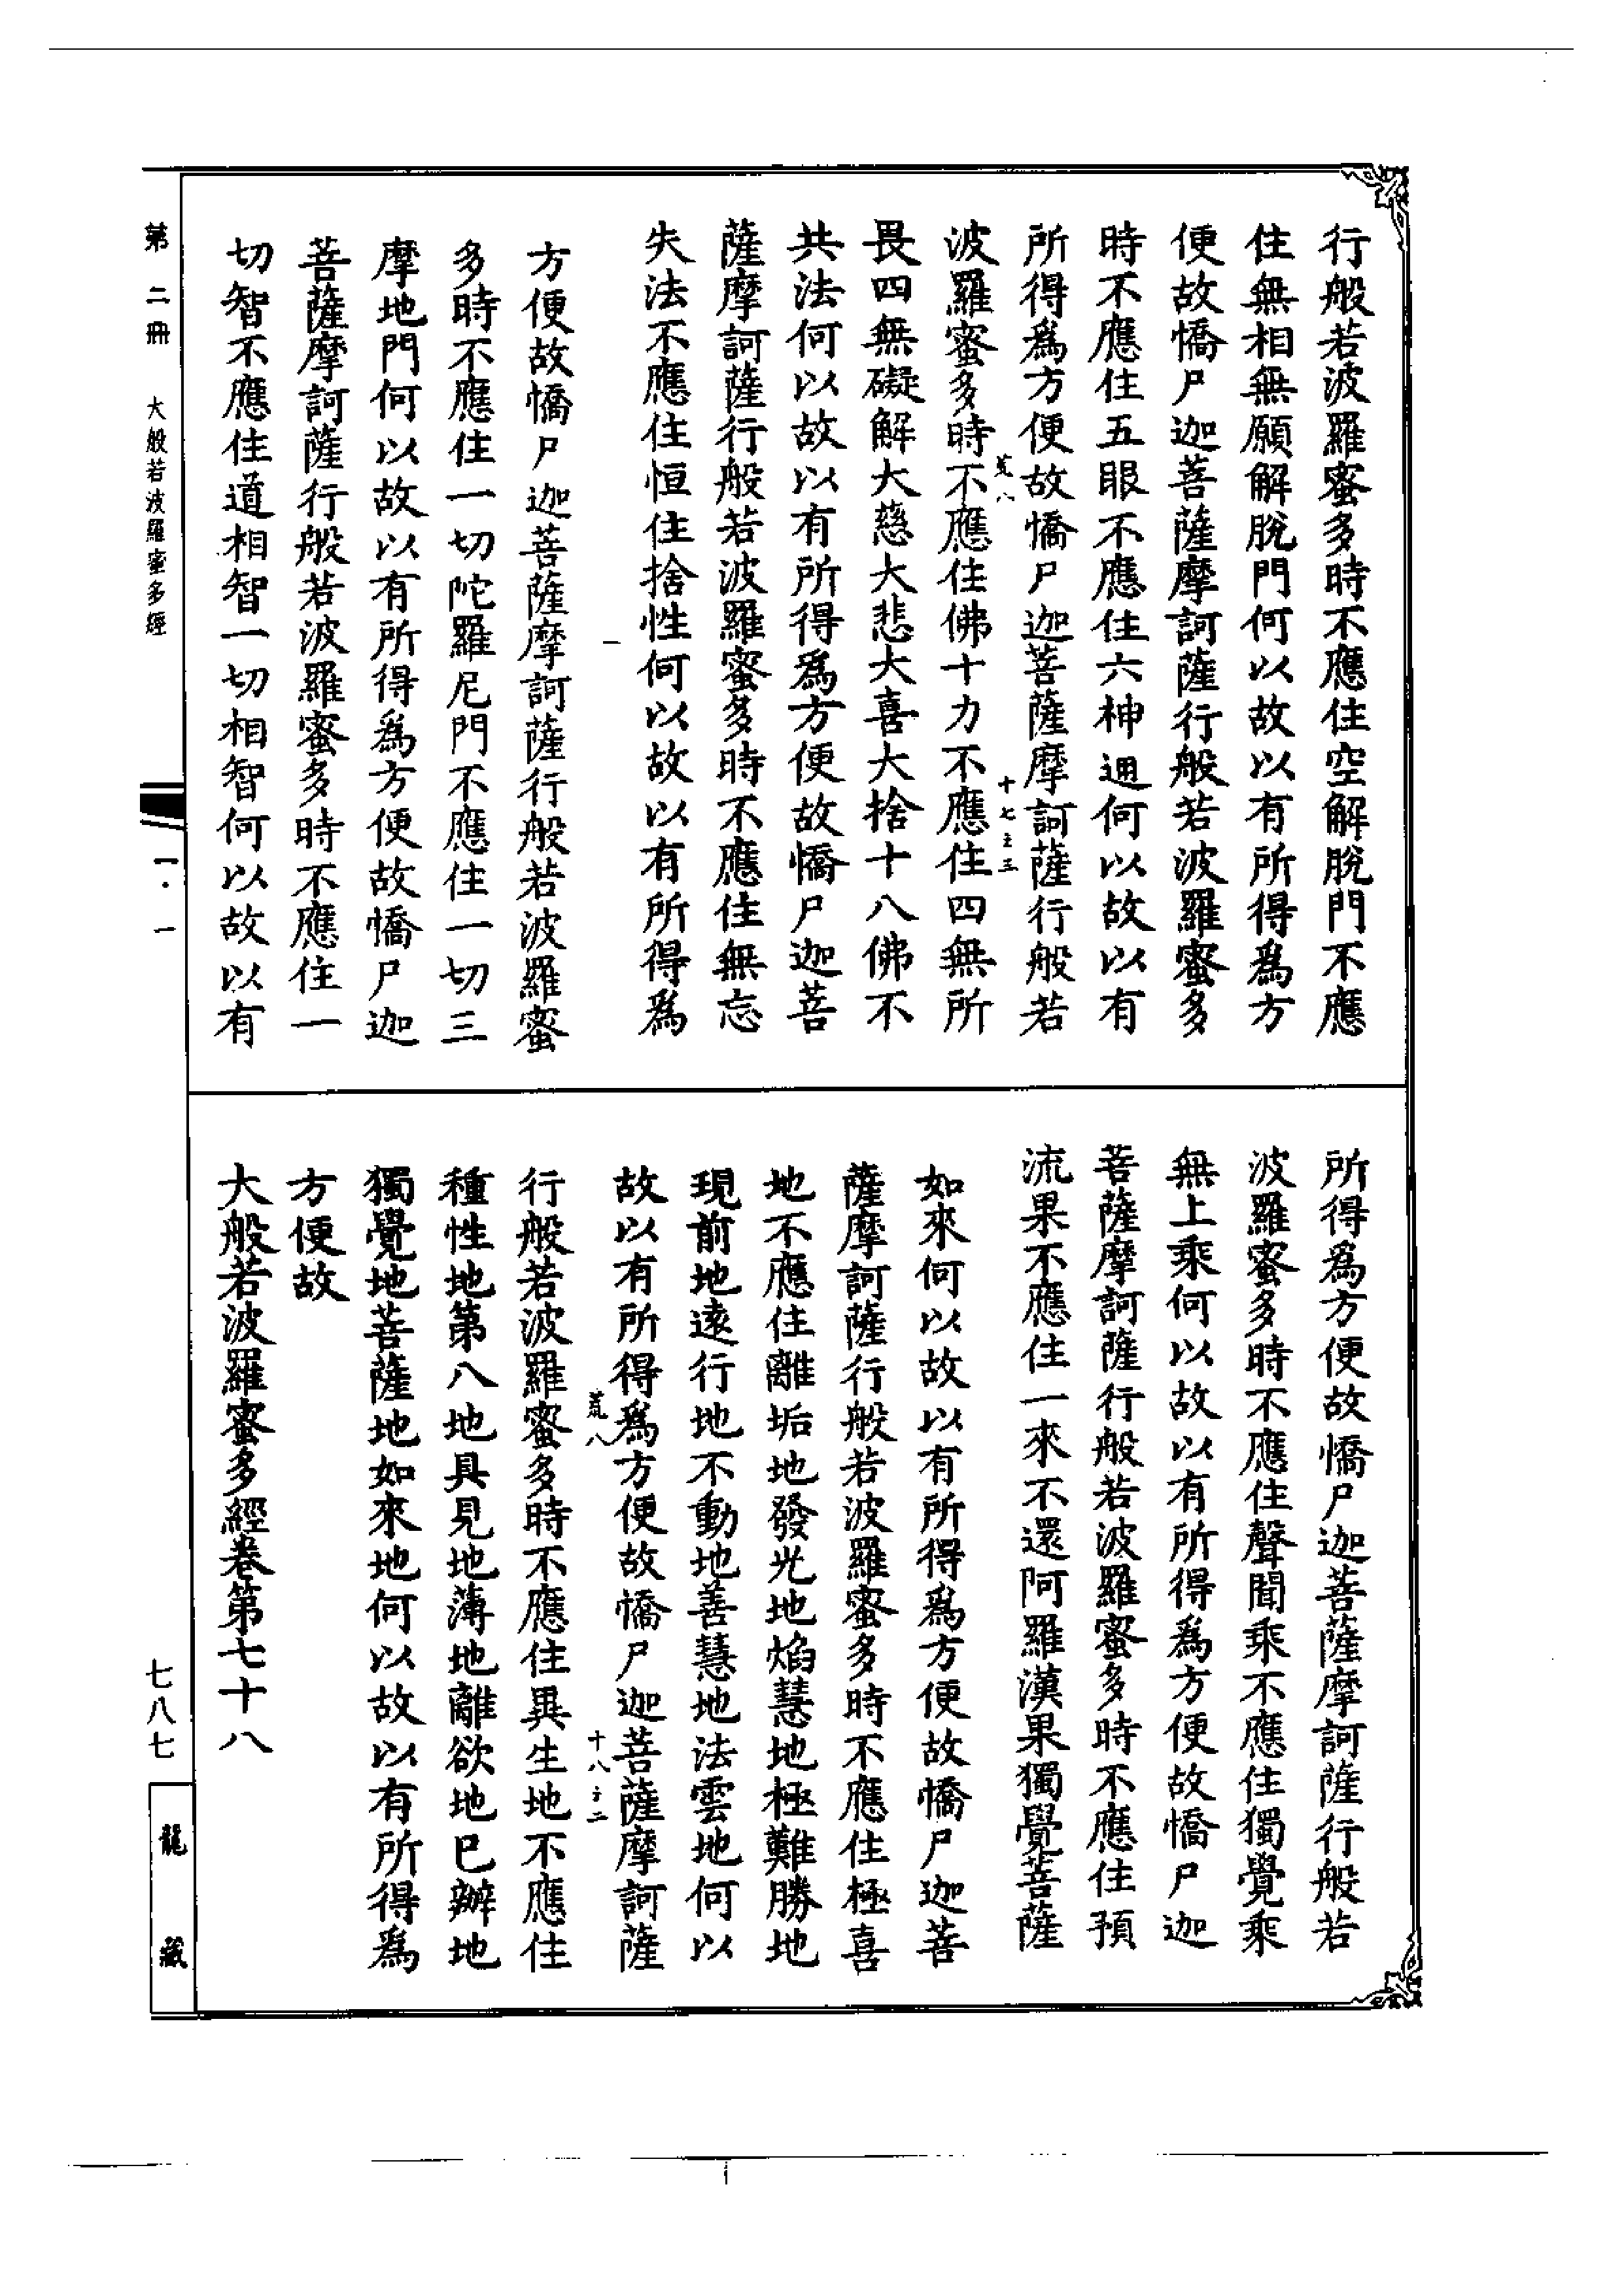 行般若波羅蜜多時不應住空解脫門不應
住無相無願解脫門何以故以有所得爲方
便故憍尸迦菩薩摩訶薩行般若波羅蜜多
時不應住五眼不應住六神通何以故以有
所得爲方便故憍尸迦菩薩摩訶薩行般若
荒八
十七之三
波羅蜜多時不應住佛十力不應住四無所
畏四無礙解大慈大悲大喜大捨十八佛不
共法何以故以有所得爲方便故憍尸迦菩
薩摩訶薩行般若波羅蜜多時不應住無忘
失法不應住恒住捨性何以故以有所得爲
一
方便故憍尸迦菩薩摩訶薩行般若波羅蜜
多時不應住一切陀羅尼門不應住一切三
摩地門何以故以有所得爲方便故憍尸迦
菩薩摩訶薩行般若波羅蜜多時不應住一
切智不應住道相智一切相智何以故以有
所得爲方便故憍尸迦菩薩摩訶薩行般若
波羅蜜多時不應住聲聞乘不應住獨覺乘
無上乘何以故以有所得爲方便故憍尸迦
菩薩摩訶薩行般若波羅蜜多時不應住預
流果不應住一來不還阿羅漢果獨覺菩薩
如來何以故以有所得爲方便故憍尸迦菩
薩摩訶薩行般若波羅蜜多時不應住極喜
地不應住離垢地發光地焰慧地極難勝地
現前地遠行地不動地善慧地法雲地何以
故以有所得爲方便故憍尸迦菩薩摩訶薩
荒八
十八之二
行般若波羅蜜多時不應住異生地不應住
種性地第八地具見地薄地離欲地已辦地
獨覺地菩薩地如來地何以故以有所得爲
方便故
大般若波羅蜜多經卷第七十八
第二冊
大般若波羅蜜多經
一·一
七八七
龍藏